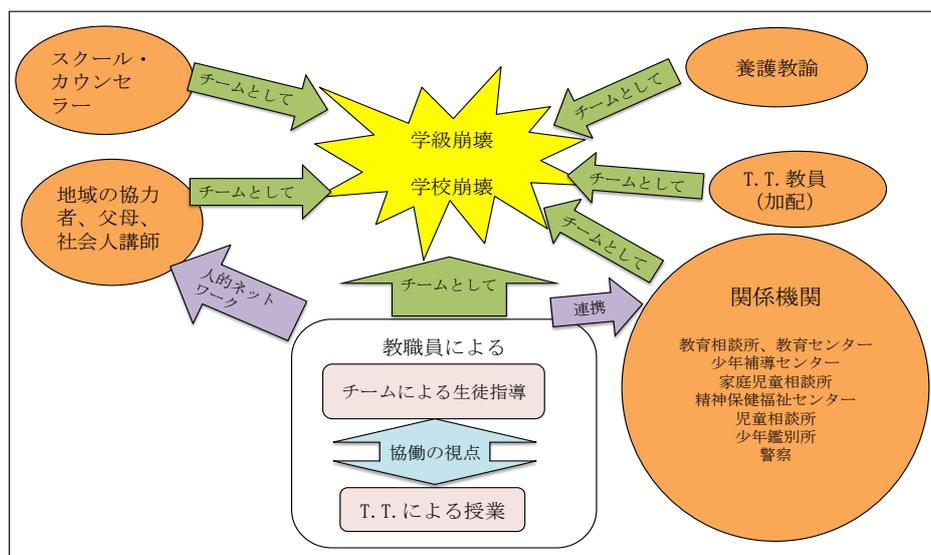 スクール・
カウンセ
ラー
チームとして
学級崩壊
学校崩壊
チームとして
養護教諭
地域の協力
者、父母、
社会人講師
チームとして
チームとして
T.T.教員
(加配)
チームとして
人的ネット
ワーク
チームとして
連携
関係機関
教育相談所、教育センター
少年補導センター
家庭児童相談所
精神保健福祉センター
児童相談所
少年鑑別所
警察
教職員による
チームによる生徒指導
協働の視点
T.T.による授業